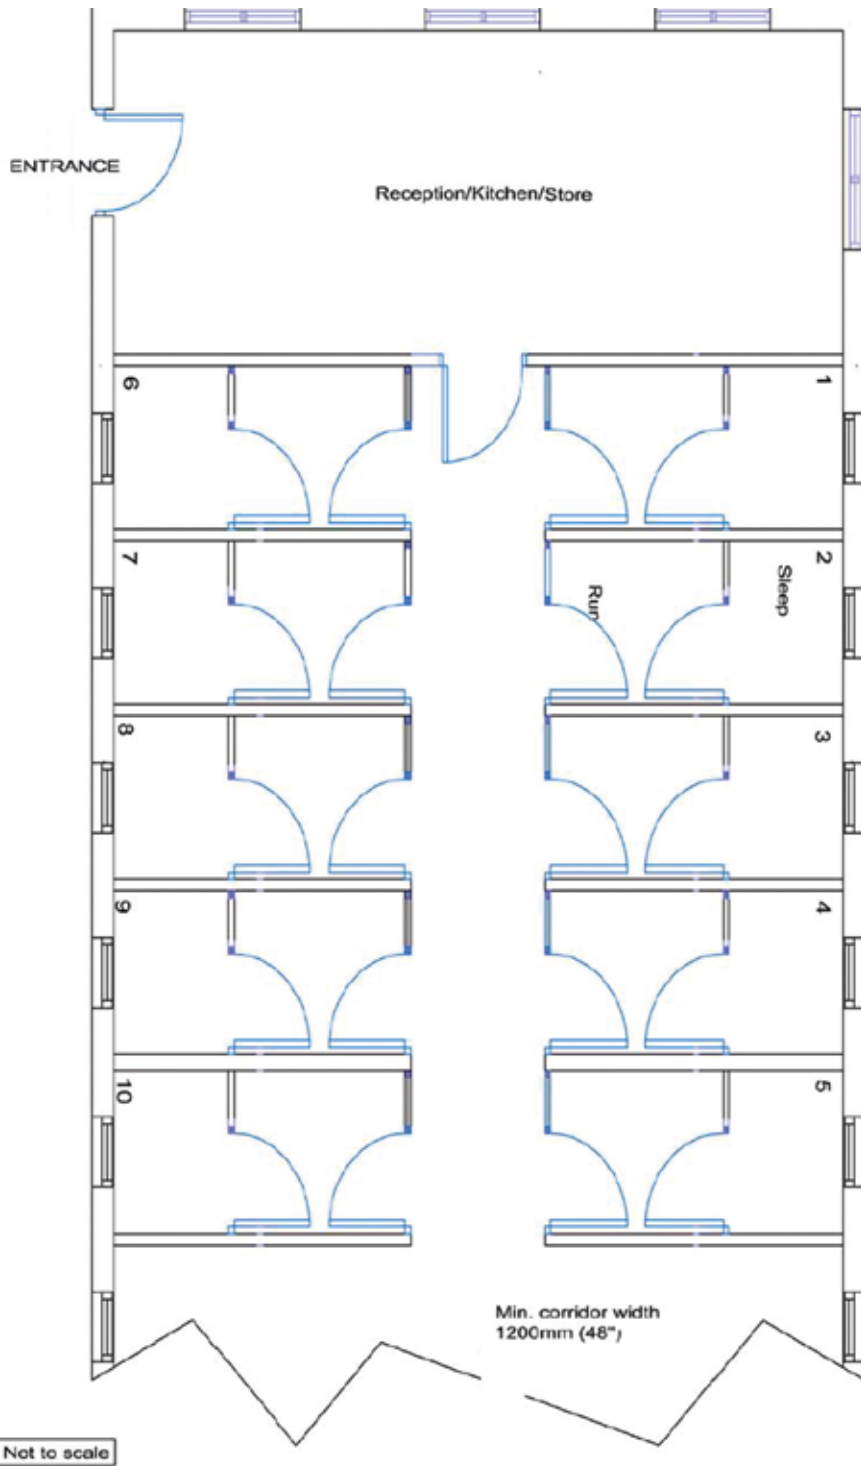 ENTRANCE
Reception/Kitchen/Store
6
1
7
2
Run
Sleep
8
3
9
4
10
5
Min. corridor width
1200mm (48")
Not to scale